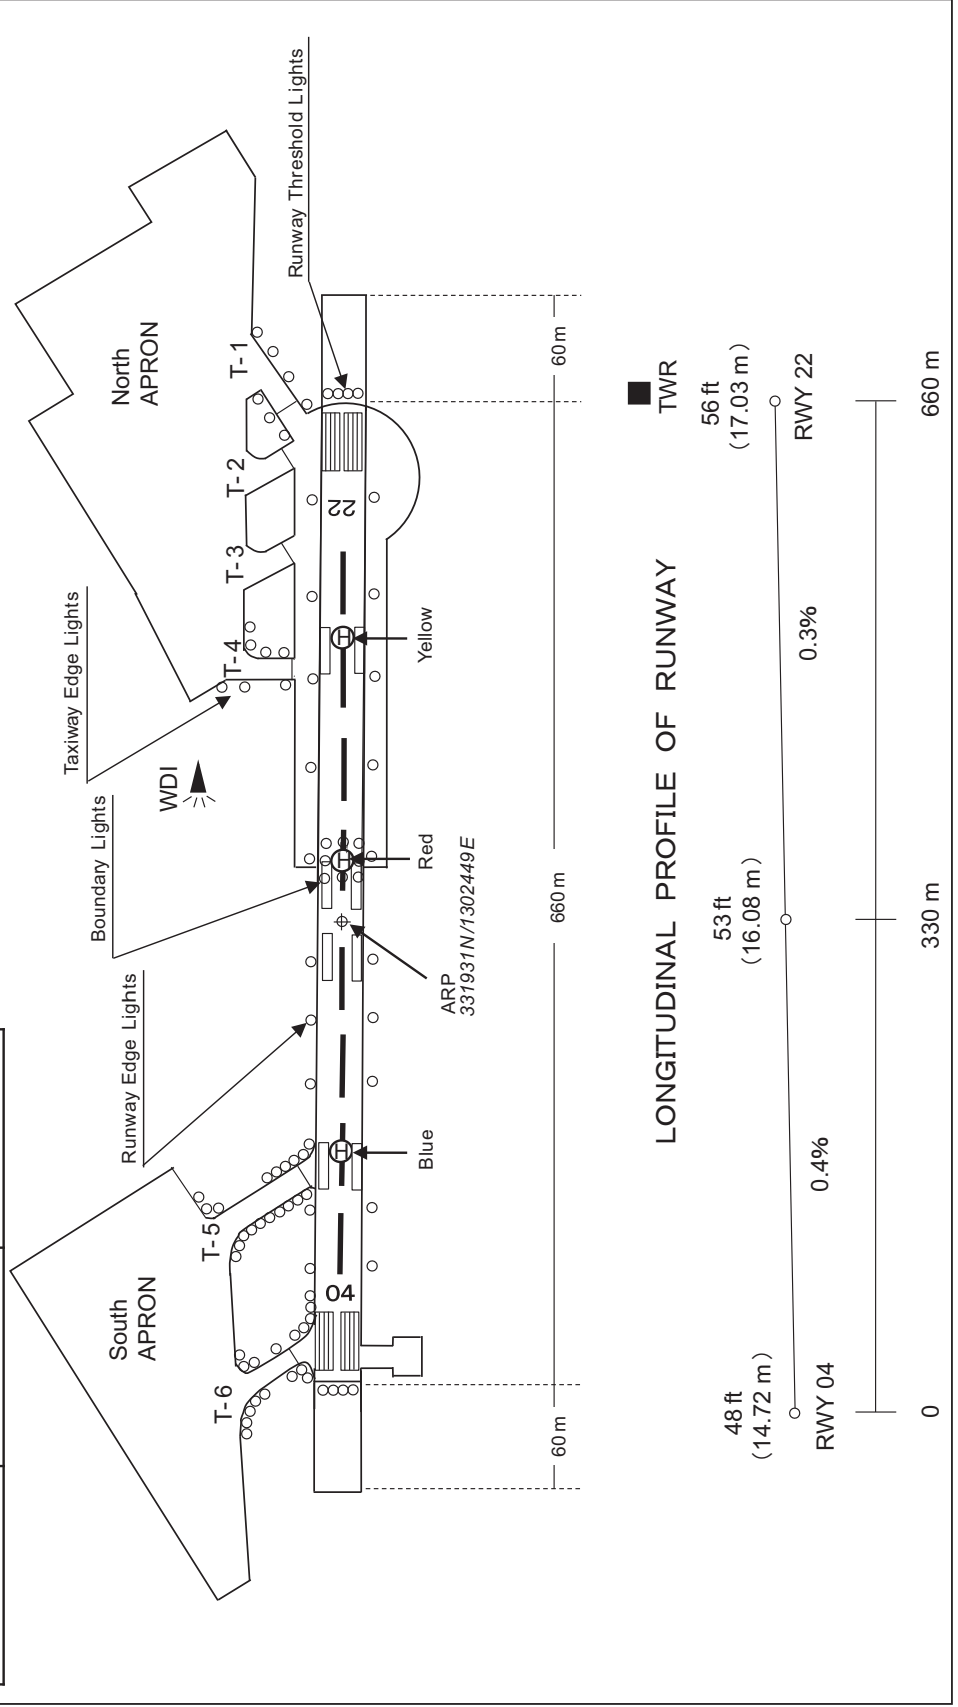 Runway Threshold Lights
North
APRON
T-1
T-2
T-3
T-4
Taxiway Edge Lights
WDI
Boundary Lights
Runway Edge Lights
South
APRON
T-5
T-6
22
04
Yellow
Red
Blue
ARP
331931N/1302449E
60m
660m
60m
TWR
LONGITUDINAL PROFILE OF RUNWAY
48 ft
(14.72 m)
RWY 04
0.4%
53 ft
(16.08 m)
0.3%
56 ft
(17.03 m)
RWY 22
0
330 m
660 m
H
H
H